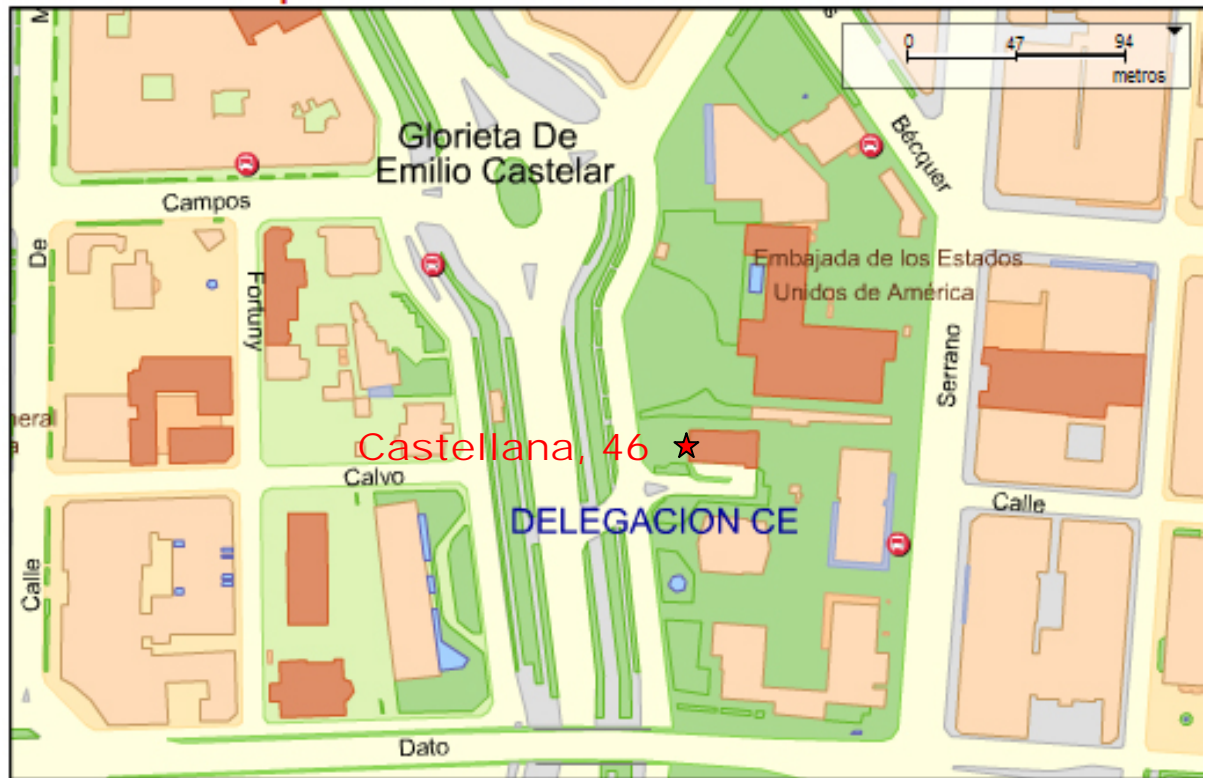 0 47 94
metros
Bécquer
Glorieta De
Emilio Castelar
Campos
De
Fortuny
Embajada de los Estados
Unidos de América
Serrano
Castellana, 46
Calvo
Calle
DELEGACION CE
Calle
Dato